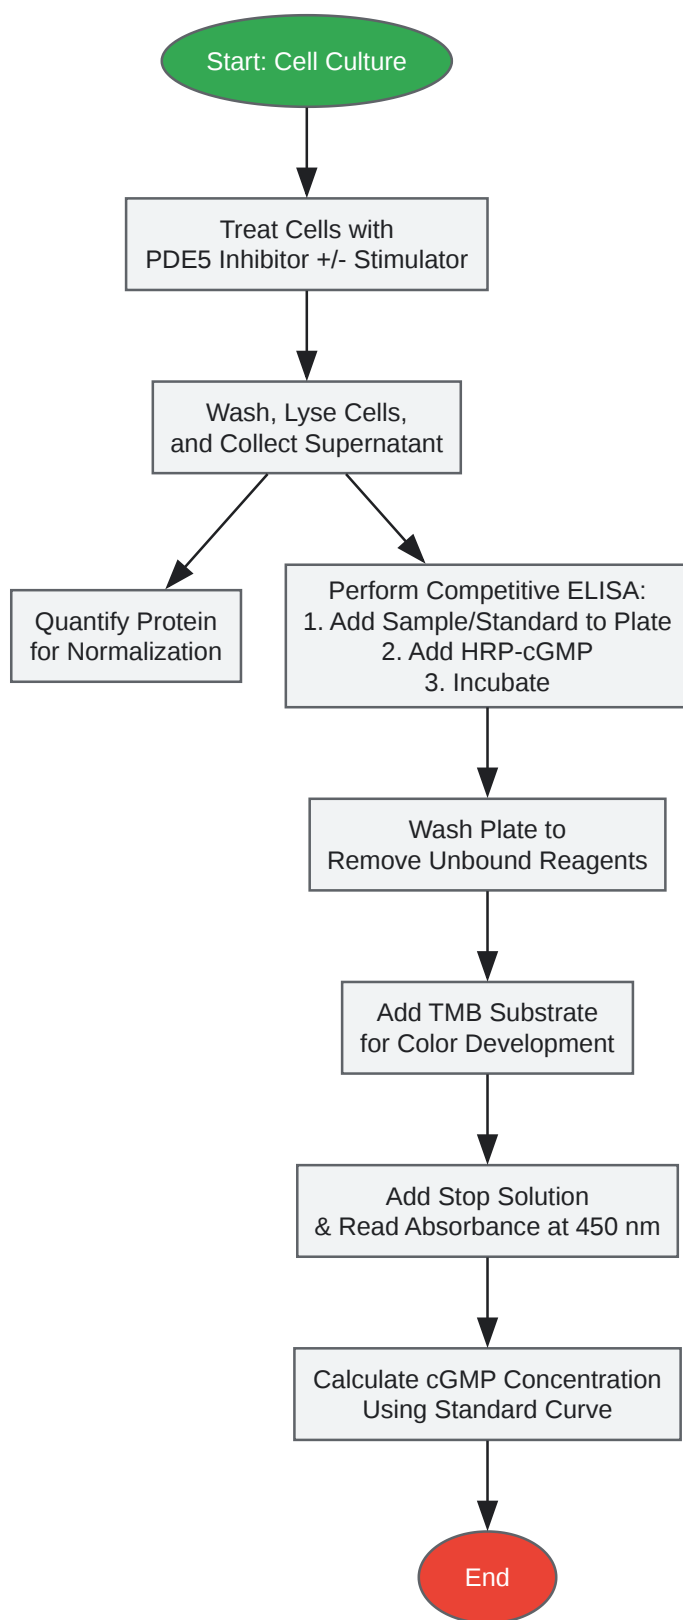 Start: Cell Culture
Treat Cells with
PDE5 Inhibitor +/- Stimulator
Wash, Lyse Cells,
and Collect Supernatant
Quantify Protein
for Normalization
Perform Competitive ELISA:
1. Add Sample/Standard to Plate
2. Add HRP-cGMP
3. Incubate
Wash Plate to
Remove Unbound Reagents
Add TMB Substrate
for Color Development
Add Stop Solution
& Read Absorbance at 450 nm
Calculate cGMP Concentration
Using Standard Curve
End